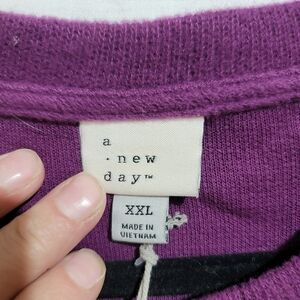 a
· new
day™
XXL
MADE IN
VIETNAM